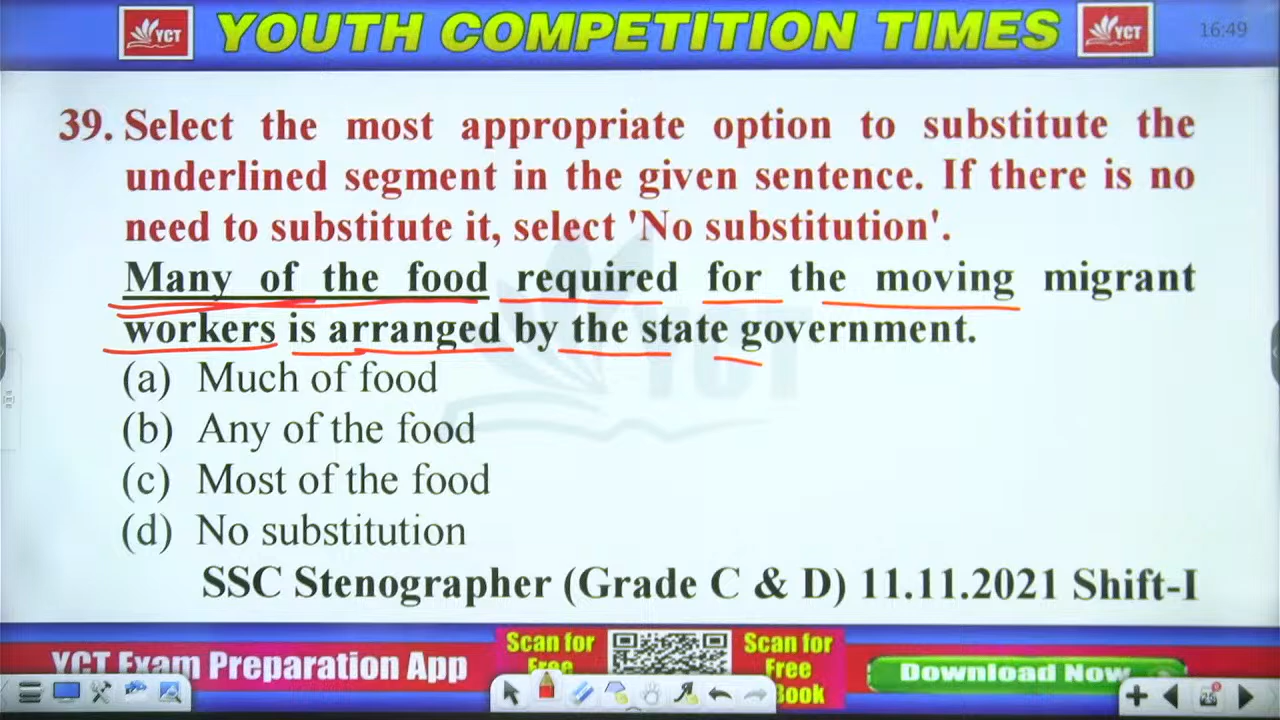 YCT
YOUTH COMPETITION TIMES
YCT
16:49
39. Select the most appropriate option to substitute the
underlined segment in the given sentence. If there is no
need to substitute it, select 'No substitution'.
Many of the food required for the moving migrant
workers is arranged by the state government.
(a) Much of food
(b) Any of the food
(c) Most of the food
(d) No substitution
YCT
SSC Stenographer (Grade C & D) 11.11.2021 Shift-I
YCT Exam Preparation App
Scan for
Free
Scan for
Free
Book
Download Now